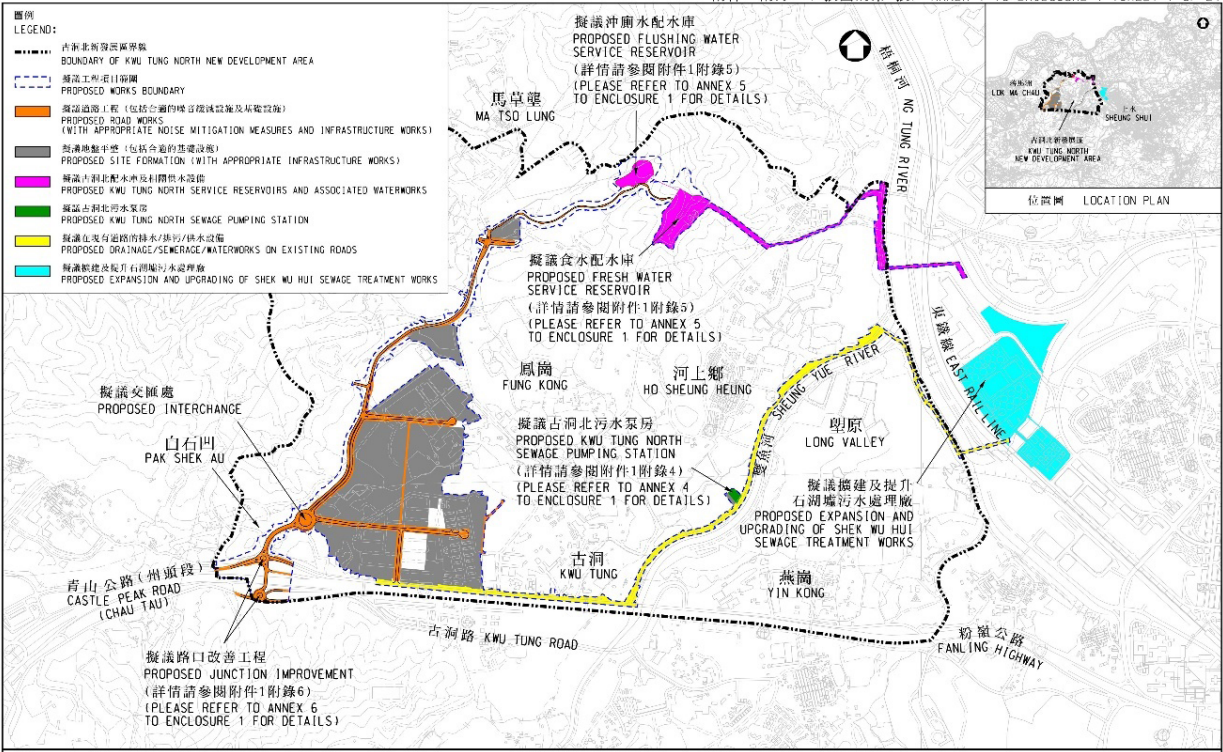 圖例
LEGEND:
古洞北新發展區界線
BOUNDARY OF KWU TUNG NORTH NEW DEVELOPMENT AREA
擬議工程項目範圍
PROPOSED WORKS BOUNDARY
擬議道路工程 (包括合適的噪音緩減設施及基礎設施)
PROPOSED ROAD WORKS
(WITH APPROPRIATE NOISE MITIGATION MEASURES AND INFRASTRUCTURE WORKS)
擬議地盤平整 (包括合適的基礎設施)
PROPOSED SITE FORMATION (WITH APPROPRIATE INFRASTRUCTURE WORKS)
擬議古洞北配水庫及相關供水設備
PROPOSED KWU TUNG NORTH SERVICE RESERVOIRS AND ASSOCIATED WATERWORKS
擬議古洞北污水泵房
PROPOSED KWU TUNG NORTH SEWAGE PUMPING STATION
擬議在現有道路的排水/排污/供水設備
PROPOSED DRAINAGE/SEWERAGE/WATERWORKS ON EXISTING ROADS
擬議擴建及提升石湖墟污水處理廠
PROPOSED EXPANSION AND UPGRADING OF SHEK WU HUI SEWAGE TREATMENT WORKS
擬議沖廁水配水庫
PROPOSED FLUSHING WATER
SERVICE RESERVOIR
(詳情請參閱附件1附錄5)
(PLEASE REFER TO ANNEX 5
TO ENCLOSURE 1 FOR DETAILS)
馬草壟
MA TSO LUNG
梧桐河 NG TUNG RIVER
落馬洲
LOK MA CHAU
上水
SHEUNG SHUI
古洞北新發展區
KWU TUNG NORTH
NEW DEVELOPMENT AREA
位置圖 LOCATION PLAN
擬議食水配水庫
PROPOSED FRESH WATER
SERVICE RESERVOIR
(詳情請參閱附件1附錄5)
(PLEASE REFER TO ANNEX 5
TO ENCLOSURE 1 FOR DETAILS)
東鐵線 EAST RAIL LINE
鳳崗
FUNG KONG
河上鄉
HO SHEUNG HEUNG
雙魚河 SHEUNG YUE RIVER
塱原
LONG VALLEY
擬議交匯處
PROPOSED INTERCHANGE
白石凹
PAK SHEK AU
擬議古洞北污水泵房
PROPOSED KWU TUNG NORTH
SEWAGE PUMPING STATION
(詳情請參閱附件1附錄4)
(PLEASE REFER TO ANNEX 4
TO ENCLOSURE 1 FOR DETAILS)
擬議擴建及提升
石湖墟污水處理廠
PROPOSED EXPANSION AND
UPGRADING OF SHEK WU HUI
SEWAGE TREATMENT WORKS
古洞
KWU TUNG
燕崗
YIN KONG
青山公路 (州頭段)
CASTLE PEAK ROAD
(CHAU TAU)
古洞路 KWU TUNG ROAD
粉嶺公路
FANLING HIGHWAY
擬議路口改善工程
PROPOSED JUNCTION IMPROVEMENT
(詳情請參閱附件1附錄6)
(PLEASE REFER TO ANNEX 6
TO ENCLOSURE 1 FOR DETAILS)